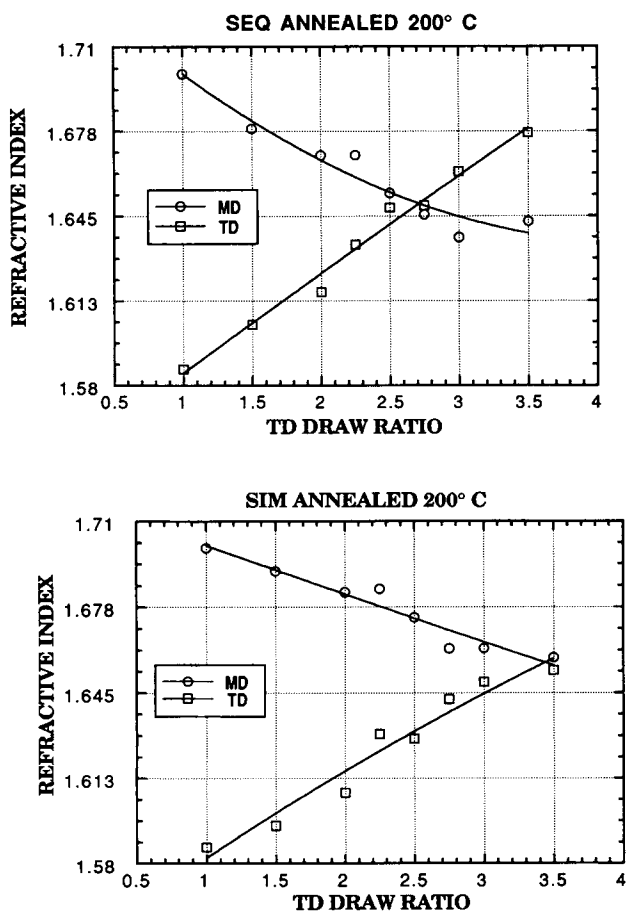 SEQ ANNEALED 200° C
REFRACTIVE INDEX
1.71
1.678
1.645
1.613
1.58
MD
TD
0.5 1 1.5 2 2.5 3 3.5 4
TD DRAW RATIO
SIM ANNEALED 200° C
REFRACTIVE INDEX
1.71
1.678
1.645
1.613
1.58
MD
TD
0.5 1 1.5 2 2.5 3 3.5 4
TD DRAW RATIO